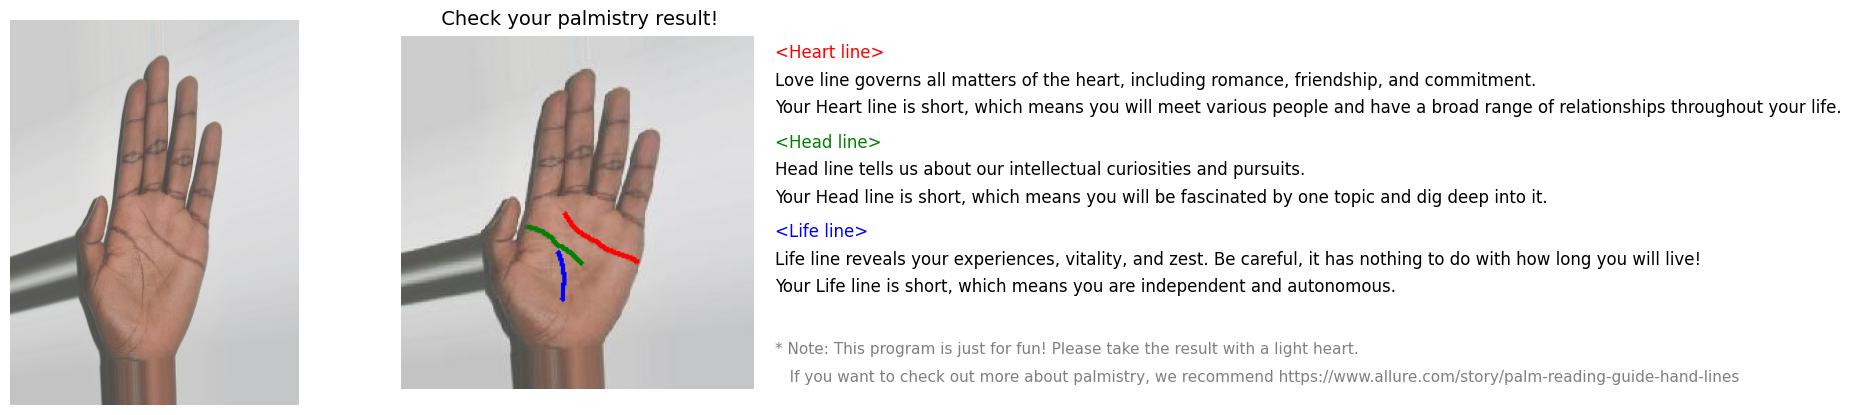 Check your palmistry result!
<Heart line>
Love line governs all matters of the heart, including romance, friendship, and commitment.
Your Heart line is short, which means you will meet various people and have a broad range of relationships throughout your life.
<Head line>
Head line tells us about our intellectual curiosities and pursuits.
Your Head line is short, which means you will be fascinated by one topic and dig deep into it.
<Life line>
Life line reveals your experiences, vitality, and zest. Be careful, it has nothing to do with how long you will live!
Your Life line is short, which means you are independent and autonomous.
* Note: This program is just for fun! Please take the result with a light heart.
If you want to check out more about palmistry, we recommend https://www.allure.com/story/palm-reading-guide-hand-lines